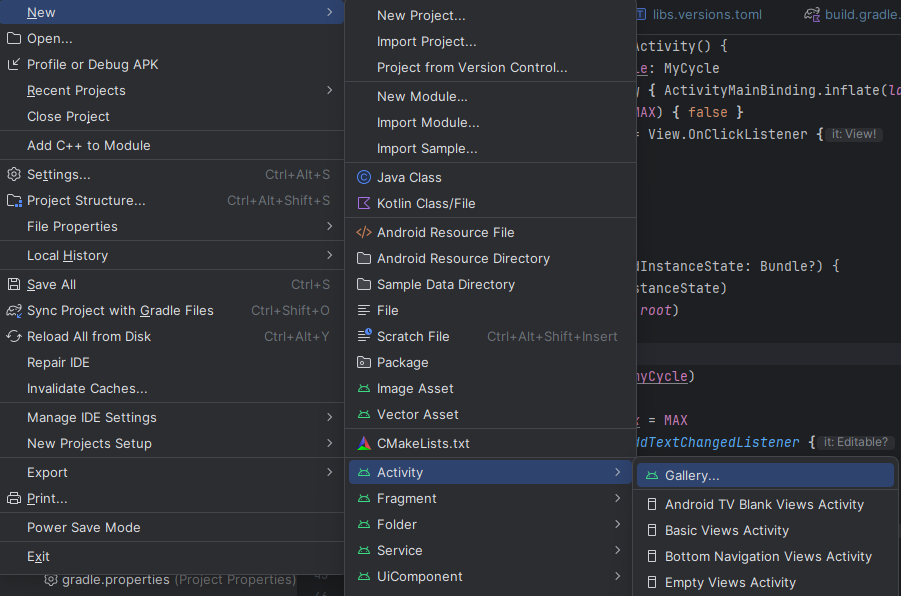 New
Open...
Profile or Debug APK
Recent Projects
Close Project
Add C++ to Module
Settings... Ctrl+Alt+S
Project Structure... Ctrl+Alt+Shift+S
File Properties
Local History
Save All Ctrl+S
Sync Project with Gradle Files Ctrl+Shift+O
Reload All from Disk Ctrl+Alt+Y
Repair IDE
Invalidate Caches...
Manage IDE Settings
New Projects Setup
Export
Print...
Power Save Mode
Exit
gradle.properties (Project Properties)
New Project...
Import Project...
Project from Version Control...
New Module...
Import Module...
Import Sample...
Java Class
Kotlin Class/File
Android Resource File
Android Resource Directory
Sample Data Directory
File
Scratch File Ctrl+Alt+Shift+Insert
Package
Image Asset
Vector Asset
CMakeLists.txt
Activity
Fragment
Folder
Service
UiComponent
libs.versions.toml build.gradle.
Activity() {
: MyCycle
{ ActivityMainBinding.inflate(
MAX) { false }
= View.OnClickListener { it: View!
dInstanceState: Bundle?) {
stanceState)
root)
myCycle)
= MAX
ddTextChangedListener { it: Editable?
Gallery...
Android TV Blank Views Activity
Basic Views Activity
Bottom Navigation Views Activity
Empty Views Activity